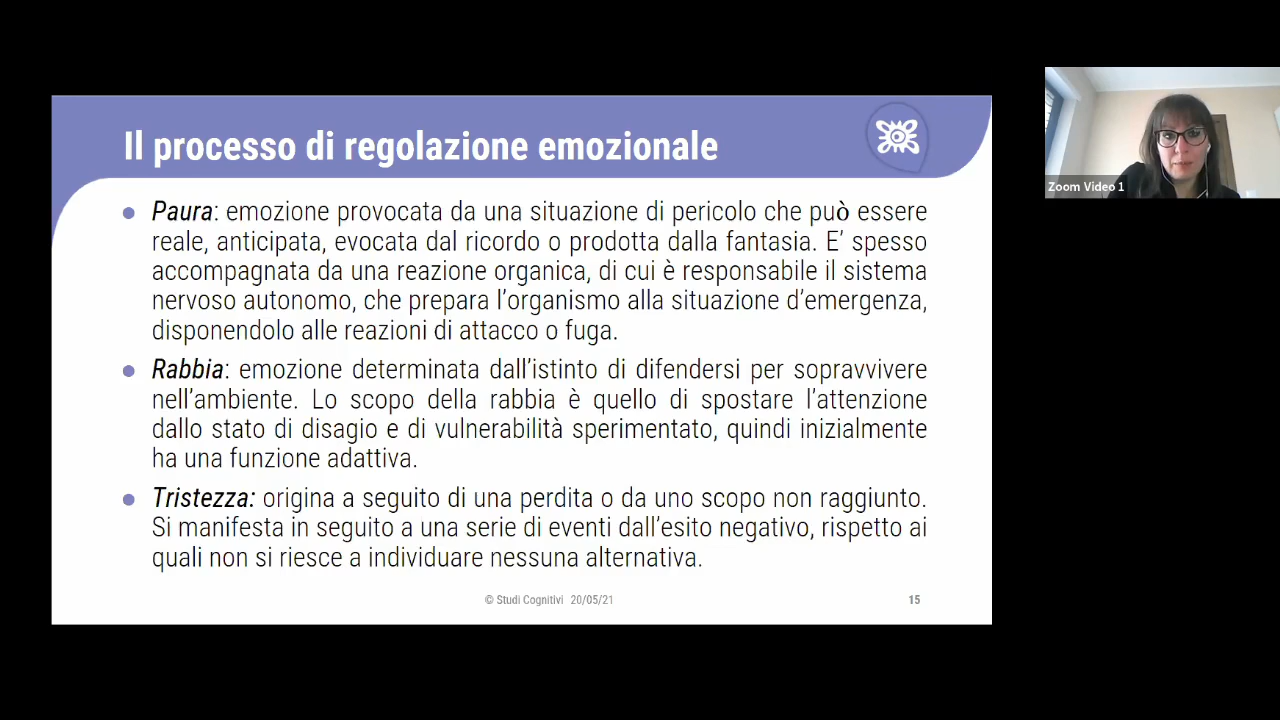 Il processo di regolazione emozionale
Paura: emozione provocata da una situazione di pericolo che può essere
reale, anticipata, evocata dal ricordo o prodotta dalla fantasia. E’ spesso
accompagnata da una reazione organica, di cui è responsabile il sistema
nervoso autonomo, che prepara l’organismo alla situazione d’emergenza,
disponendolo alle reazioni di attacco o fuga.
Rabbia: emozione determinata dall’istinto di difendersi per sopravvivere
nell’ambiente. Lo scopo della rabbia è quello di spostare l’attenzione
dallo stato di disagio e di vulnerabilità sperimentato, quindi inizialmente
ha una funzione adattiva.
Tristezza: origina a seguito di una perdita o da uno scopo non raggiunto.
Si manifesta in seguito a una serie di eventi dall’esito negativo, rispetto ai
quali non si riesce a individuare nessuna alternativa.
© Studi Cognitivi 20/05/21
15
Zoom Video 1